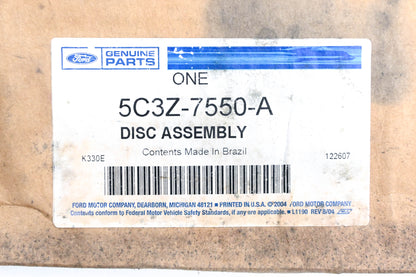 Ford GENUINE PARTS
ONE
5C3Z-7550-A
DISC ASSEMBLY
Contents Made In Brazil
K330E 122607
FORD MOTOR COMPANY, DEARBORN, MICHIGAN 48121 • PRINTED IN U.S.A. ©2004 FORD MOTOR COMPANY.
Contents conform to Federal Motor Vehicle Safety Standards, if any are applicable. • L1190 REV 8/04